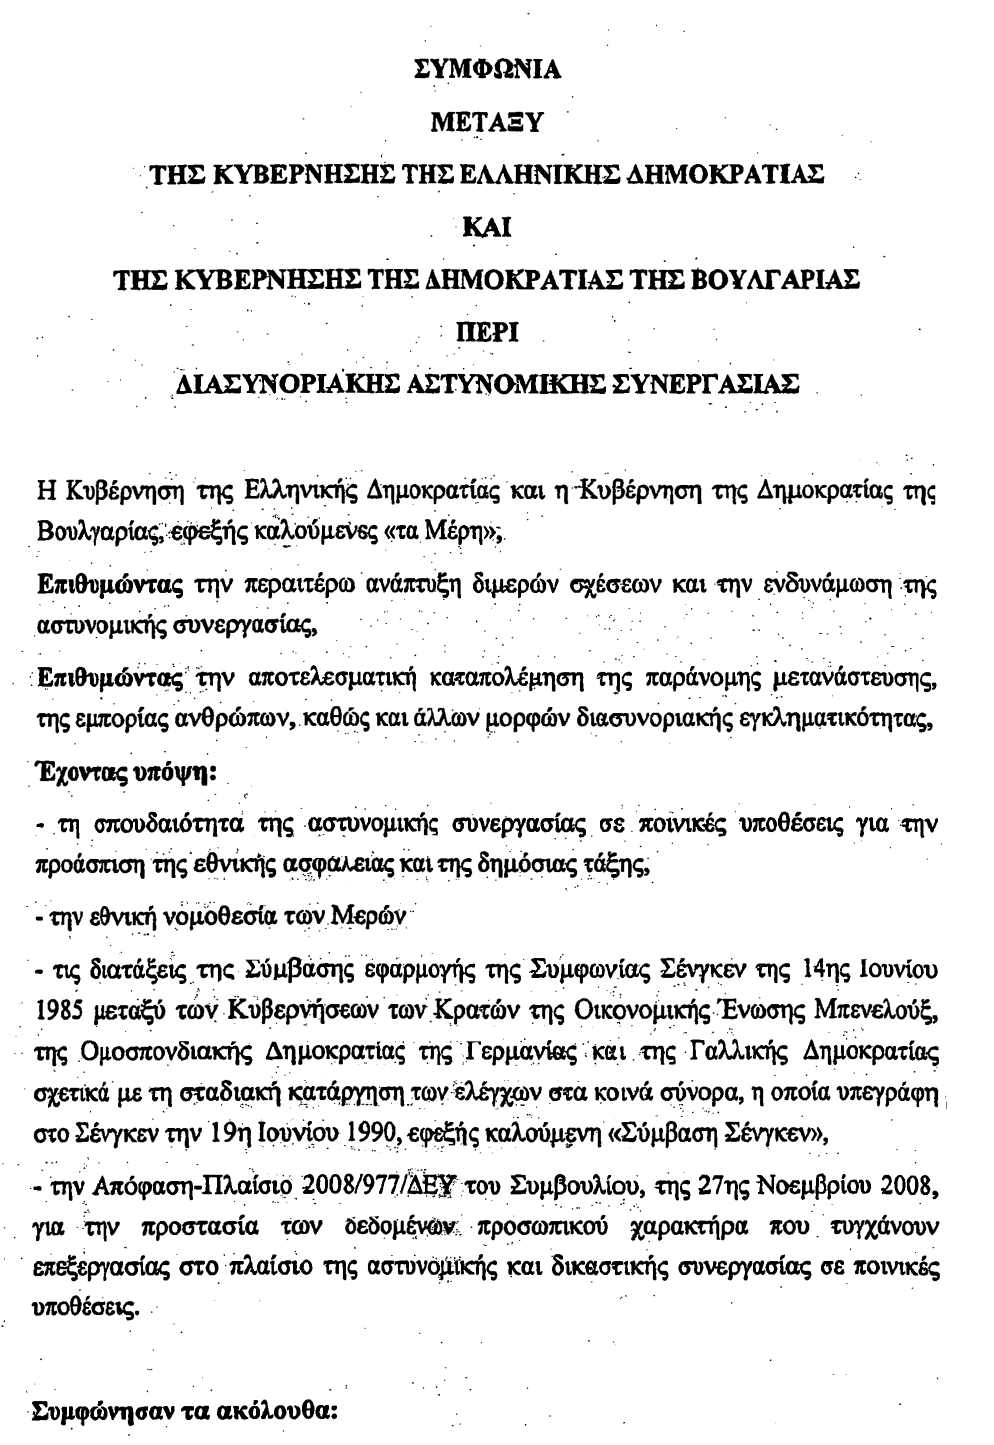 ΣΥΜΦΩΝΙΑ
ΜΕΤΑΞΥ
ΤΗΣ ΚΥΒΕΡΝΗΣΗΣ ΤΗΣ ΕΛΛΗΝΙΚΗΣ ΔΗΜΟΚΡΑΤΙΑΣ
ΚΑΙ
ΤΗΣ ΚΥΒΕΡΝΗΣΗΣ ΤΗΣ ΔΗΜΟΚΡΑΤΙΑΣ ΤΗΣ ΒΟΥΛΓΑΡΙΑΣ
ΠΕΡΙ
ΔΙΑΣΥΝΟΡΙΑΚΗΣ ΑΣΤΥΝΟΜΙΚΗΣ ΣΥΝΕΡΓΑΣΙΑΣ
Η Κυβέρνηση της Ελληνικής Δημοκρατίας και η Κυβέρνηση της Δημοκρατίας της
Βουλγαρίας, εφεξής καλούμενες «τα Μέρη»,
Επιθυμώντας την περαιτέρω ανάπτυξη διμερών σχέσεων και την ενδυνάμωση της
αστυνομικής συνεργασίας,
Επιθυμώντας την αποτελεσματική καταπολέμηση της παράνομης μετανάστευσης,
της εμπορίας ανθρώπων, καθώς και άλλων μορφών διασυνοριακής εγκληματικότητας,
Έχοντας υπόψη:
- τη σπουδαιότητα της αστυνομικής συνεργασίας σε ποινικές υποθέσεις για την
προάσπιση της εθνικής ασφάλειας και της δημόσιας τάξης,
- την εθνική νομοθεσία των Μερών
- τις διατάξεις της Σύμβασης εφαρμογής της Συμφωνίας Σένγκεν της 14ης Ιουνίου
1985 μεταξύ των Κυβερνήσεων των Κρατών της Οικονομικής Ένωσης Μπενελούξ,
της Ομοσπονδιακής Δημοκρατίας της Γερμανίας και της Γαλλικής Δημοκρατίας
σχετικά με τη σταδιακή κατάργηση των ελέγχων στα κοινά σύνορα, η οποία υπεγράφη
στο Σένγκεν την 19η Ιουνίου 1990, εφεξής καλούμενη «Σύμβαση Σένγκεν»,
- την Απόφαση-Πλαίσιο 2008/977/ΔΕΥ του Συμβουλίου, της 27ης Νοεμβρίου 2008,
για την προστασία των δεδομένων προσωπικού χαρακτήρα που τυγχάνουν
επεξεργασίας στο πλαίσιο της αστυνομικής και δικαστικής συνεργασίας σε ποινικές
υποθέσεις.
Συμφώνησαν τα ακόλουθα: